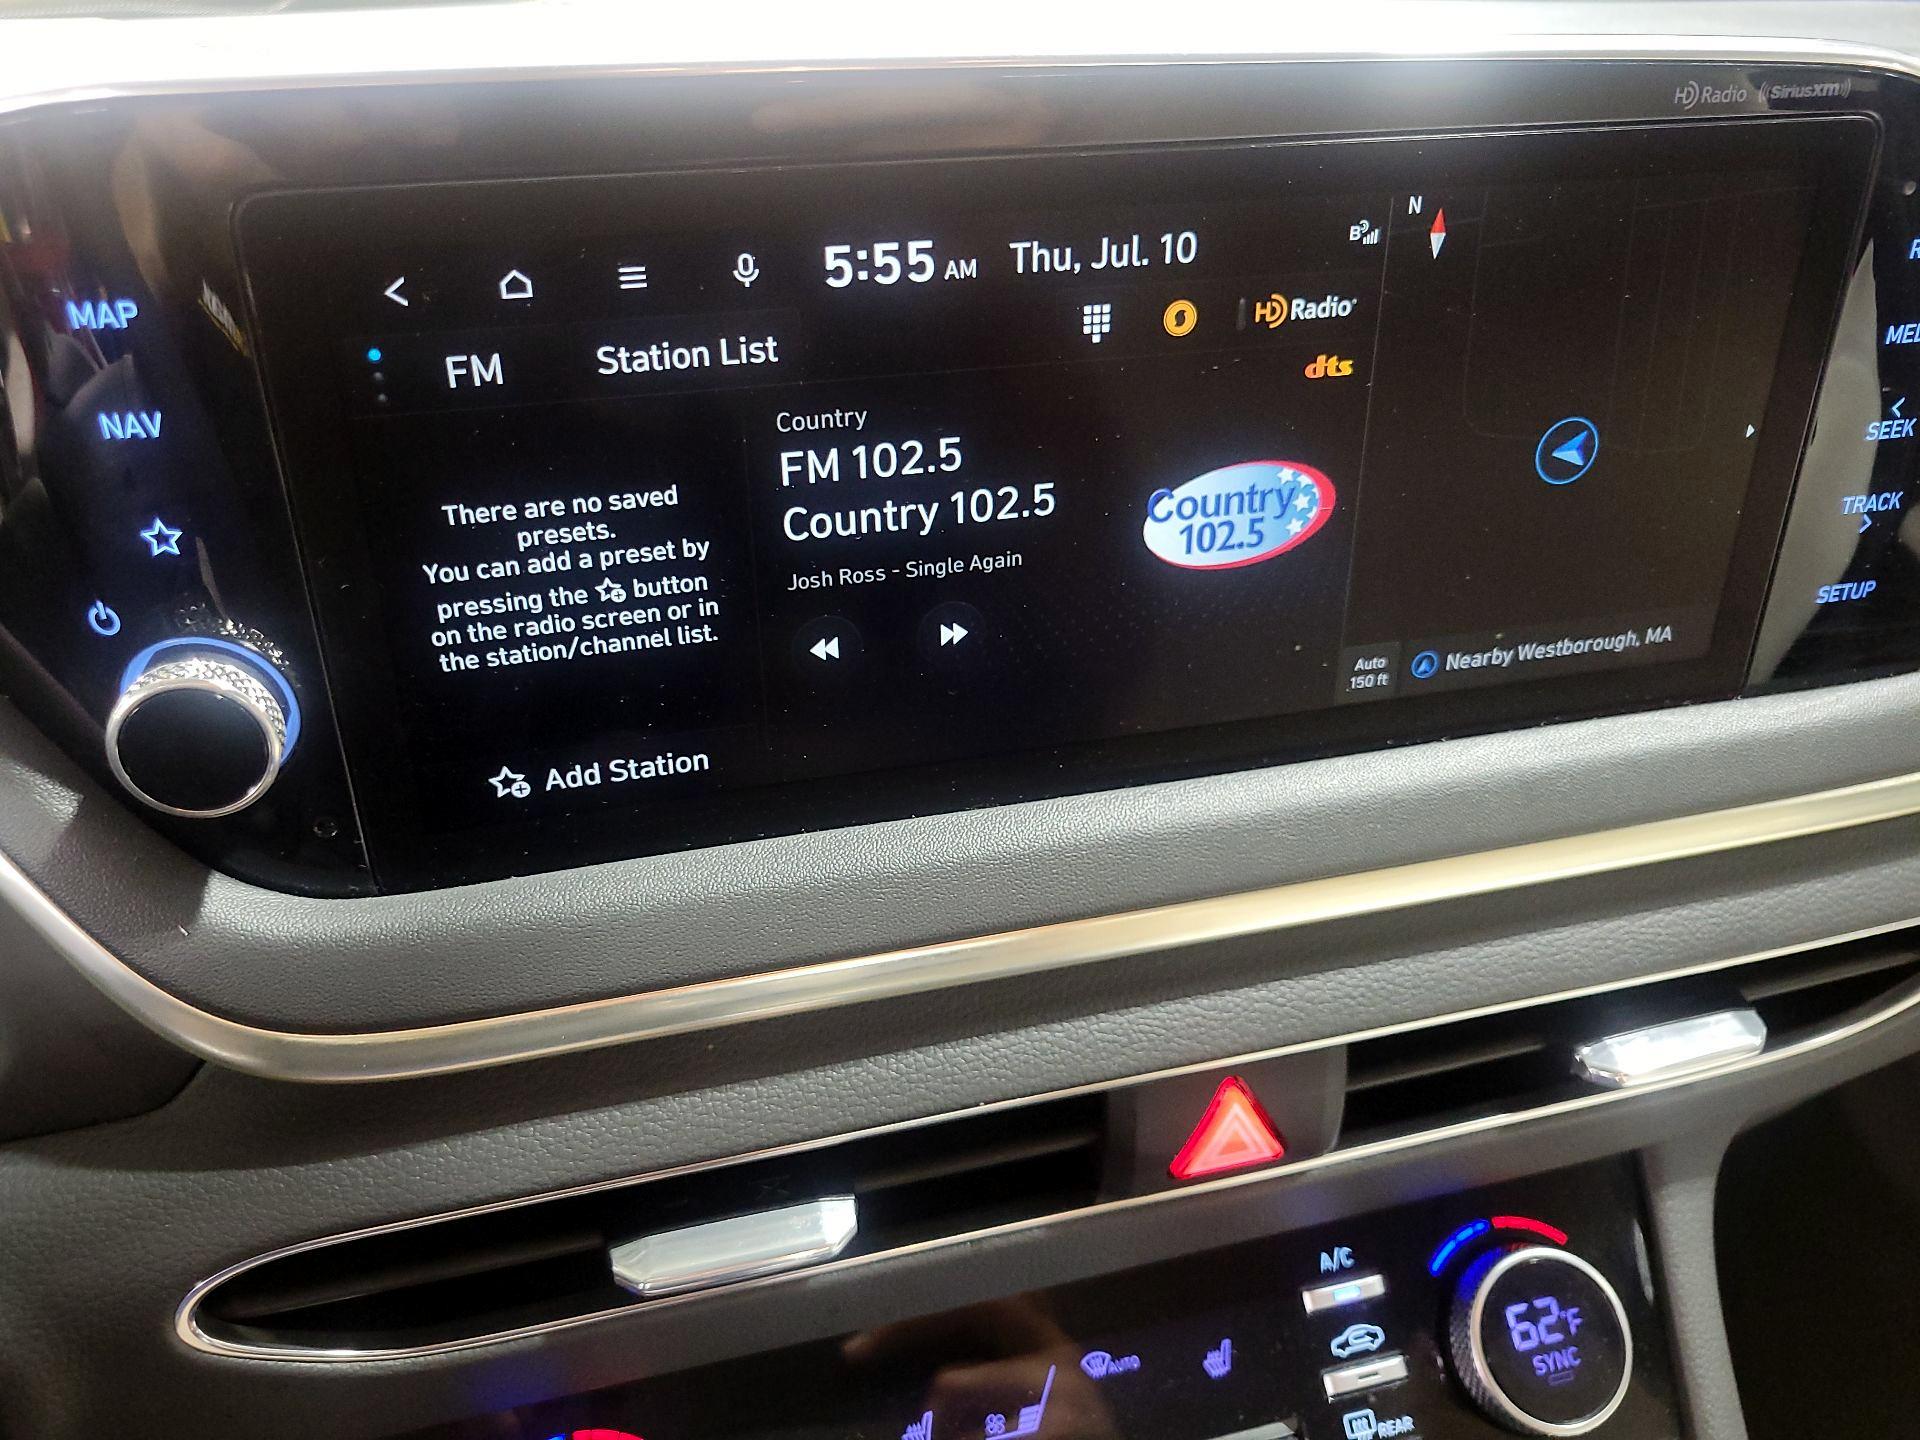 HD Radio ((SiriusXM))
5:55 AM Thu, Jul. 10
N
MAP
FM
Station List
HD Radio
dts
NAV
Country
FM 102.5
Country 102.5
Country
102.5
Josh Ross - Single Again
There are no saved
presets.
You can add a preset by
pressing the button
on the radio screen or in
the station/channel list.
Add Station
Auto
150 ft
Nearby Westborough, MA
<
SEEK
TRACK
>
SETUP
A/C
62°F
SYNC
AUTO
REAR